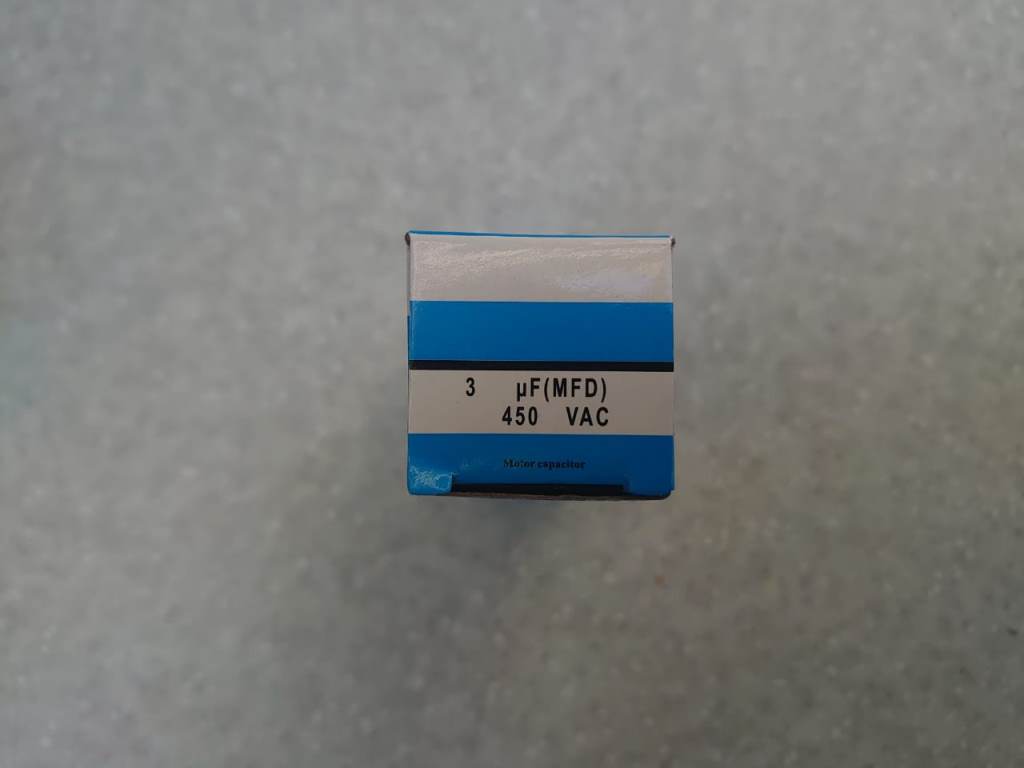 3 µF(MFD)
450 VAC
Motor capacitor